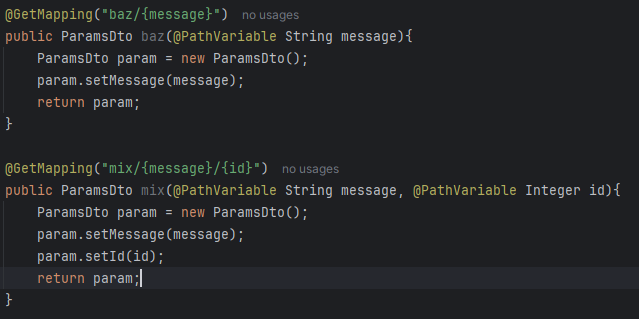 @GetMapping("baz/{message}") no usages
public ParamsDto baz(@PathVariable String message){
ParamsDto param = new ParamsDto();
param.setMessage(message);
return param;
}
@GetMapping("mix/{message}/{id}") no usages
public ParamsDto mix(@PathVariable String message, @PathVariable Integer id){
ParamsDto param = new ParamsDto();
param.setMessage(message);
param.setId(id);
return param;
}